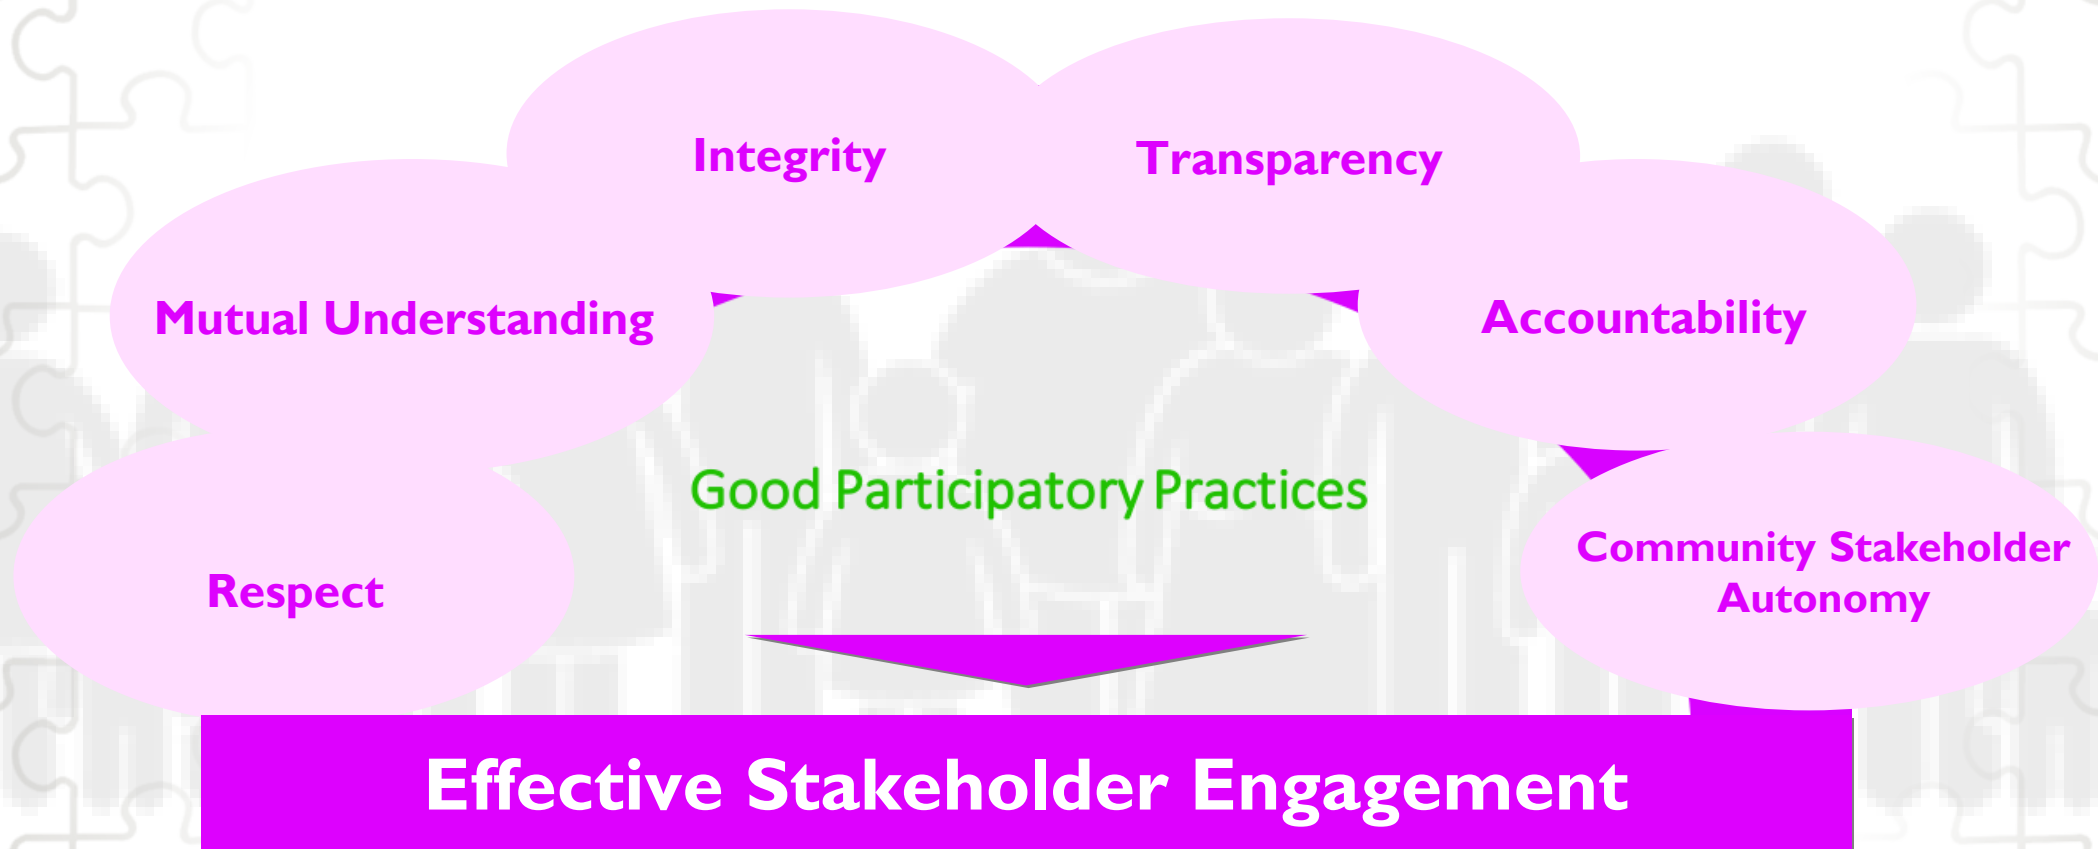 Integrity
Transparency
Mutual Understanding
Accountability
Good Participatory Practices
Respect
Community Stakeholder
Autonomy
Effective Stakeholder Engagement